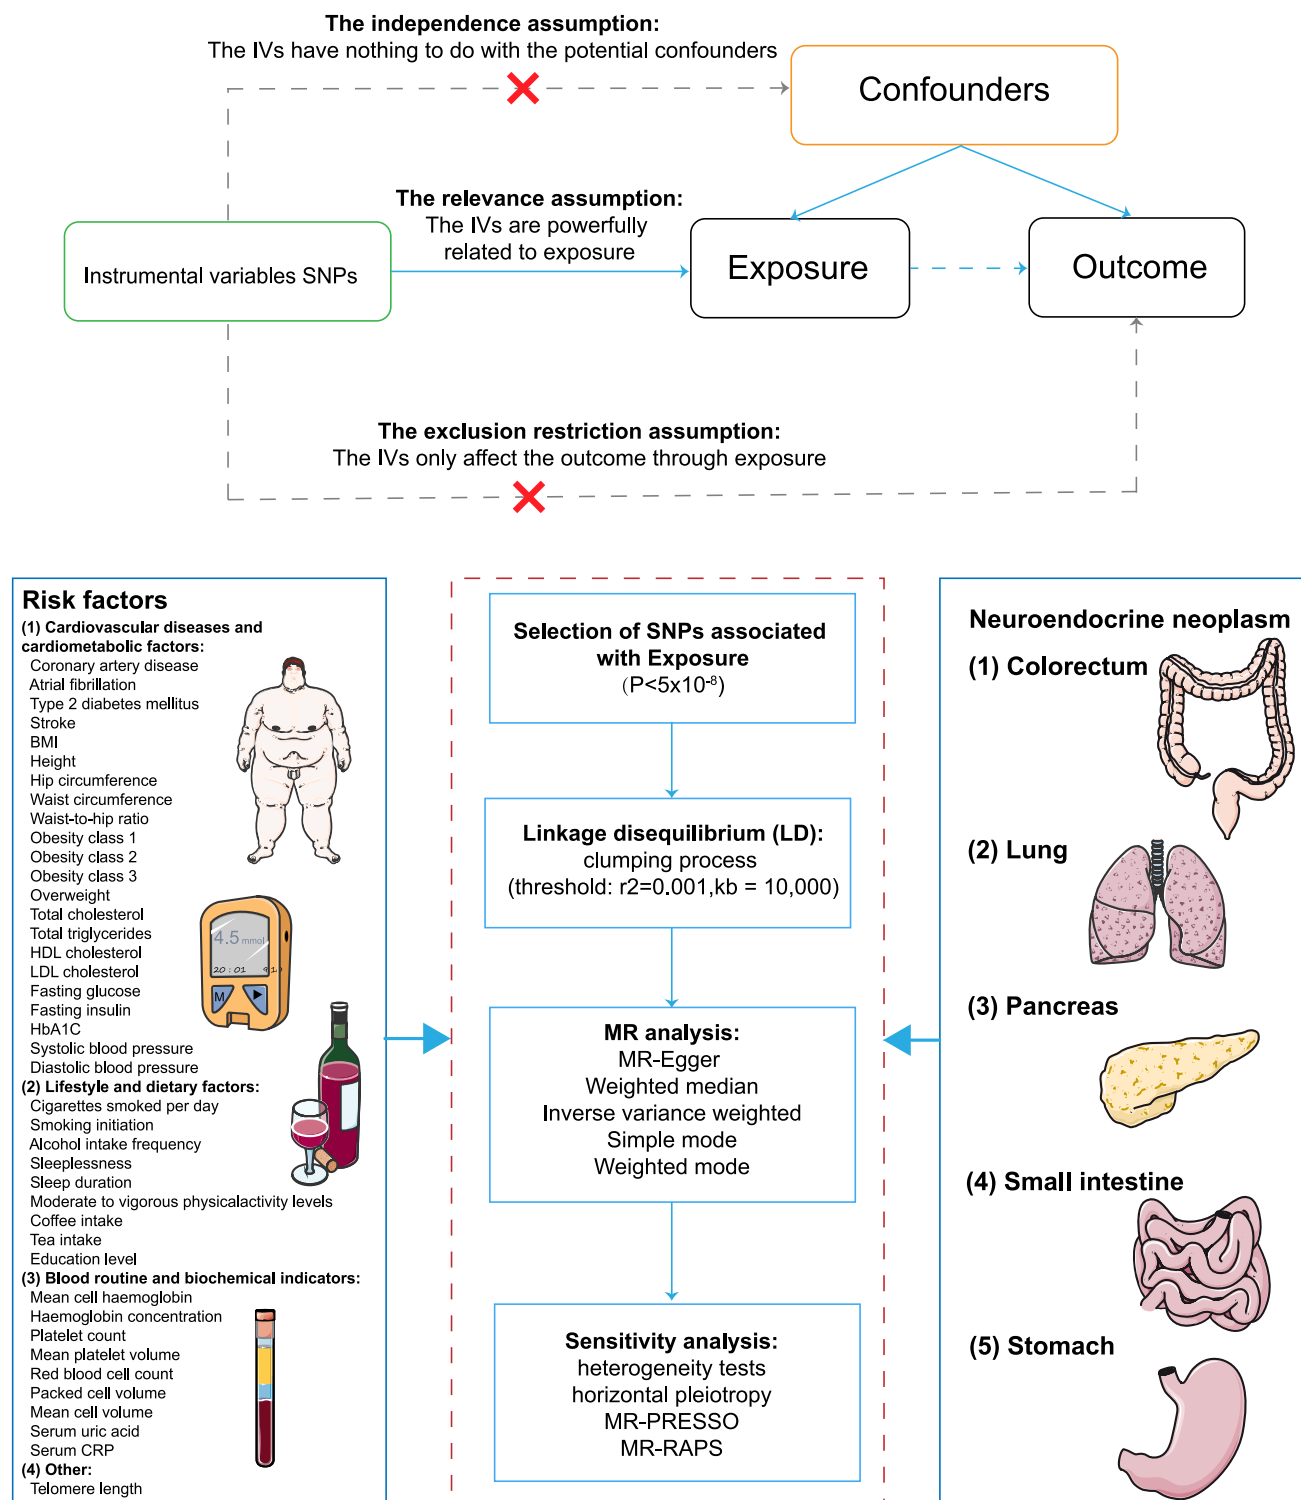 The independence assumption:
The IVs have nothing to do with the potential confounders
Confounders
The relevance assumption:
The IVs are powerfully
related to exposure
Instrumental variables SNPs
Exposure
Outcome
The exclusion restriction assumption:
The IVs only affect the outcome through exposure
Risk factors
(1) Cardiovascular diseases and
cardiometabolic factors:
Coronary artery disease
Atrial fibrillation
Type 2 diabetes mellitus
Stroke
BMI
Height
Hip circumference
Waist circumference
Waist-to-hip ratio
Obesity class 1
Obesity class 2
Obesity class 3
Overweight
Total cholesterol
Total triglycerides
HDL cholesterol
LDL cholesterol
Fasting glucose
Fasting insulin
HbA1C
Systolic blood pressure
Diastolic blood pressure
(2) Lifestyle and dietary factors:
Cigarettes smoked per day
Smoking initiation
Alcohol intake frequency
Sleeplessness
Sleep duration
Moderate to vigorous physicalactivity levels
Coffee intake
Tea intake
Education level
(3) Blood routine and biochemical indicators:
Mean cell haemoglobin
Haemoglobin concentration
Platelet count
Mean platelet volume
Red blood cell count
Packed cell volume
Mean cell volume
Serum uric acid
Serum CRP
(4) Other:
Telomere length
4.5 mmol
20:01
M
Selection of SNPs associated
with Exposure
(P<5x10⁻⁸)
Linkage disequilibrium (LD):
clumping process
(threshold: r2=0.001,kb = 10,000)
MR analysis:
MR-Egger
Weighted median
Inverse variance weighted
Simple mode
Weighted mode
Sensitivity analysis:
heterogeneity tests
horizontal pleiotropy
MR-PRESSO
MR-RAPS
Neuroendocrine neoplasm
(1) Colorectum
(2) Lung
(3) Pancreas
(4) Small intestine
(5) Stomach